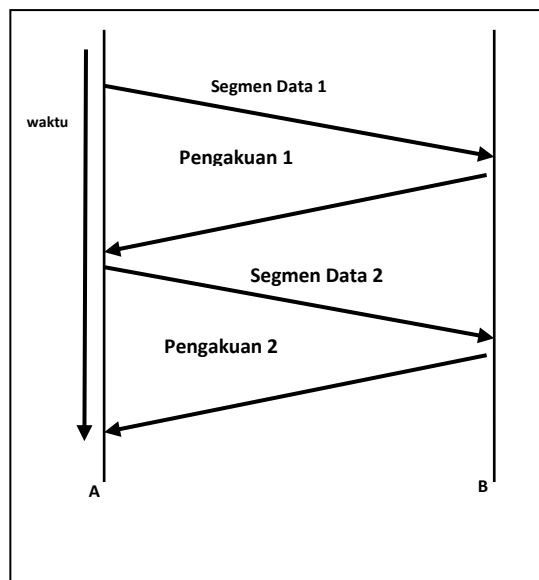 Segmen Data 1
waktu
Pengakuan 1
Segmen Data 2
Pengakuan 2
A
B